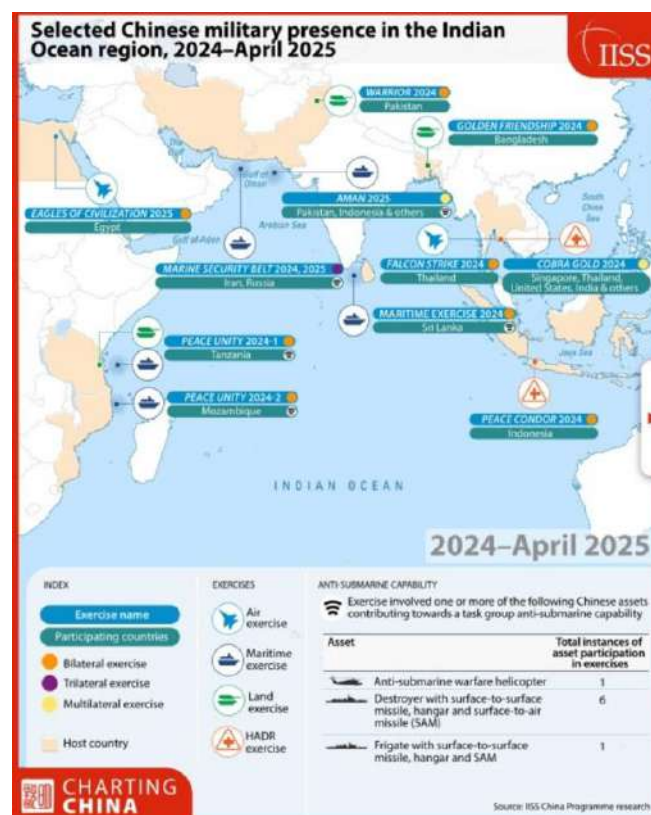 Selected Chinese military presence in the Indian
Ocean region, 2024–April 2025
IISS
WARRIOR 2024
Pakistan
GOLDEN FRIENDSHIP 2024
Bangladesh
The
Gulf of
Oman
AMAN 2025
Pakistan, Indonesia & others
EAGLES OF CIVILIZATION 2025
Egypt
Arabian Sea
Gulf of Aden
South
China
Sea
MARINE SECURITY BELT 2024, 2025
Iran, Russia
FALCON STRIKE 2024
Thailand
COBRA GOLD 2024
Singapore, Thailand,
United States, India & others
MARITIME EXERCISE 2024
Sri Lanka
PEACE UNITY 2024-1
Tanzania
Java Sea
PEACE UNITY 2024-2
Mozambique
PEACE CONDOR 2024
Indonesia
INDIAN OCEAN
2024–April 2025
INDEX
Exercise name
Participating countries
Bilateral exercise
Trilateral exercise
Multilateral exercise
Host country
EXERCISES
Air
exercise
Maritime
exercise
Land
exercise
HADR
exercise
ANTI-SUBMARINE CAPABILITY
Exercise involved one or more of the following Chinese assets
contributing towards a task group anti-submarine capability
Asset
Total instances of
asset participation
in exercises
Anti-submarine warfare helicopter 1
Destroyer with surface-to-surface 6
missile, hangar and surface-to-air
missile (SAM)
Frigate with surface-to-surface 1
missile, hangar and SAM
CHARTING
CHINA
Source: IISS China Programme research